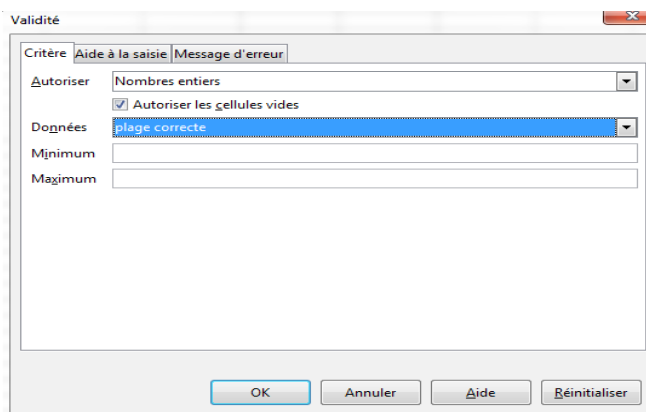 Validité
Critère Aide à la saisie Message d'erreur
Autoriser Nombres entiers
Autoriser les cellules vides
Données plage correcte
Minimum
Maximum
OK Annuler Aide Réinitialiser